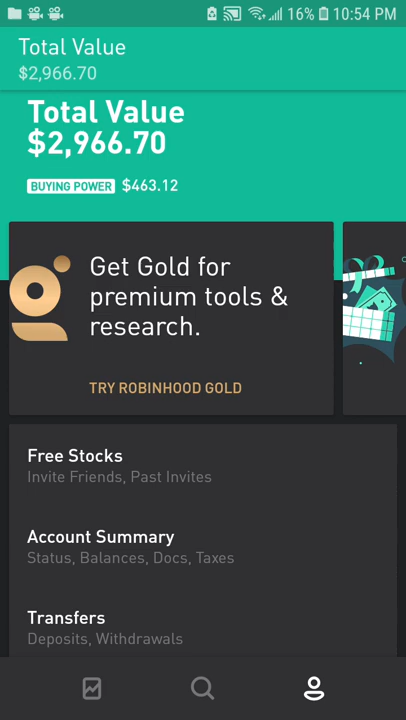 16% 10:54 PM
Total Value
$2,966.70
Total Value
$2,966.70
BUYING POWER $463.12
Get Gold for
premium tools &
research.
TRY ROBINHOOD GOLD
Free Stocks
Invite Friends, Past Invites
Account Summary
Status, Balances, Docs, Taxes
Transfers
Deposits, Withdrawals